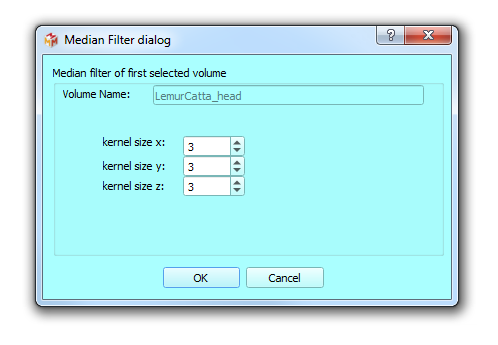 Median Filter dialog
?
Median filter of first selected volume
Volume Name: LemurCatta_head
kernel size x: 3
kernel size y: 3
kernel size z: 3
OK Cancel